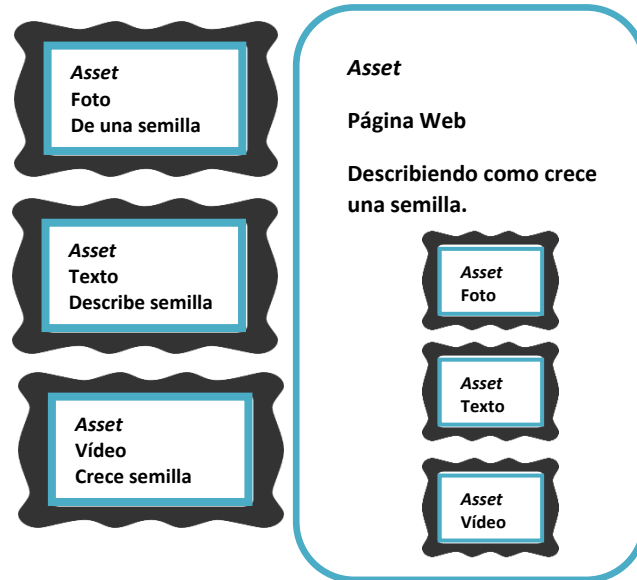 Asset
Foto
De una semilla
Asset
Texto
Describe semilla
Asset
Vídeo
Crece semilla
Asset
Página Web
Describiendo como crece
una semilla.
Asset
Foto
Asset
Texto
Asset
Vídeo